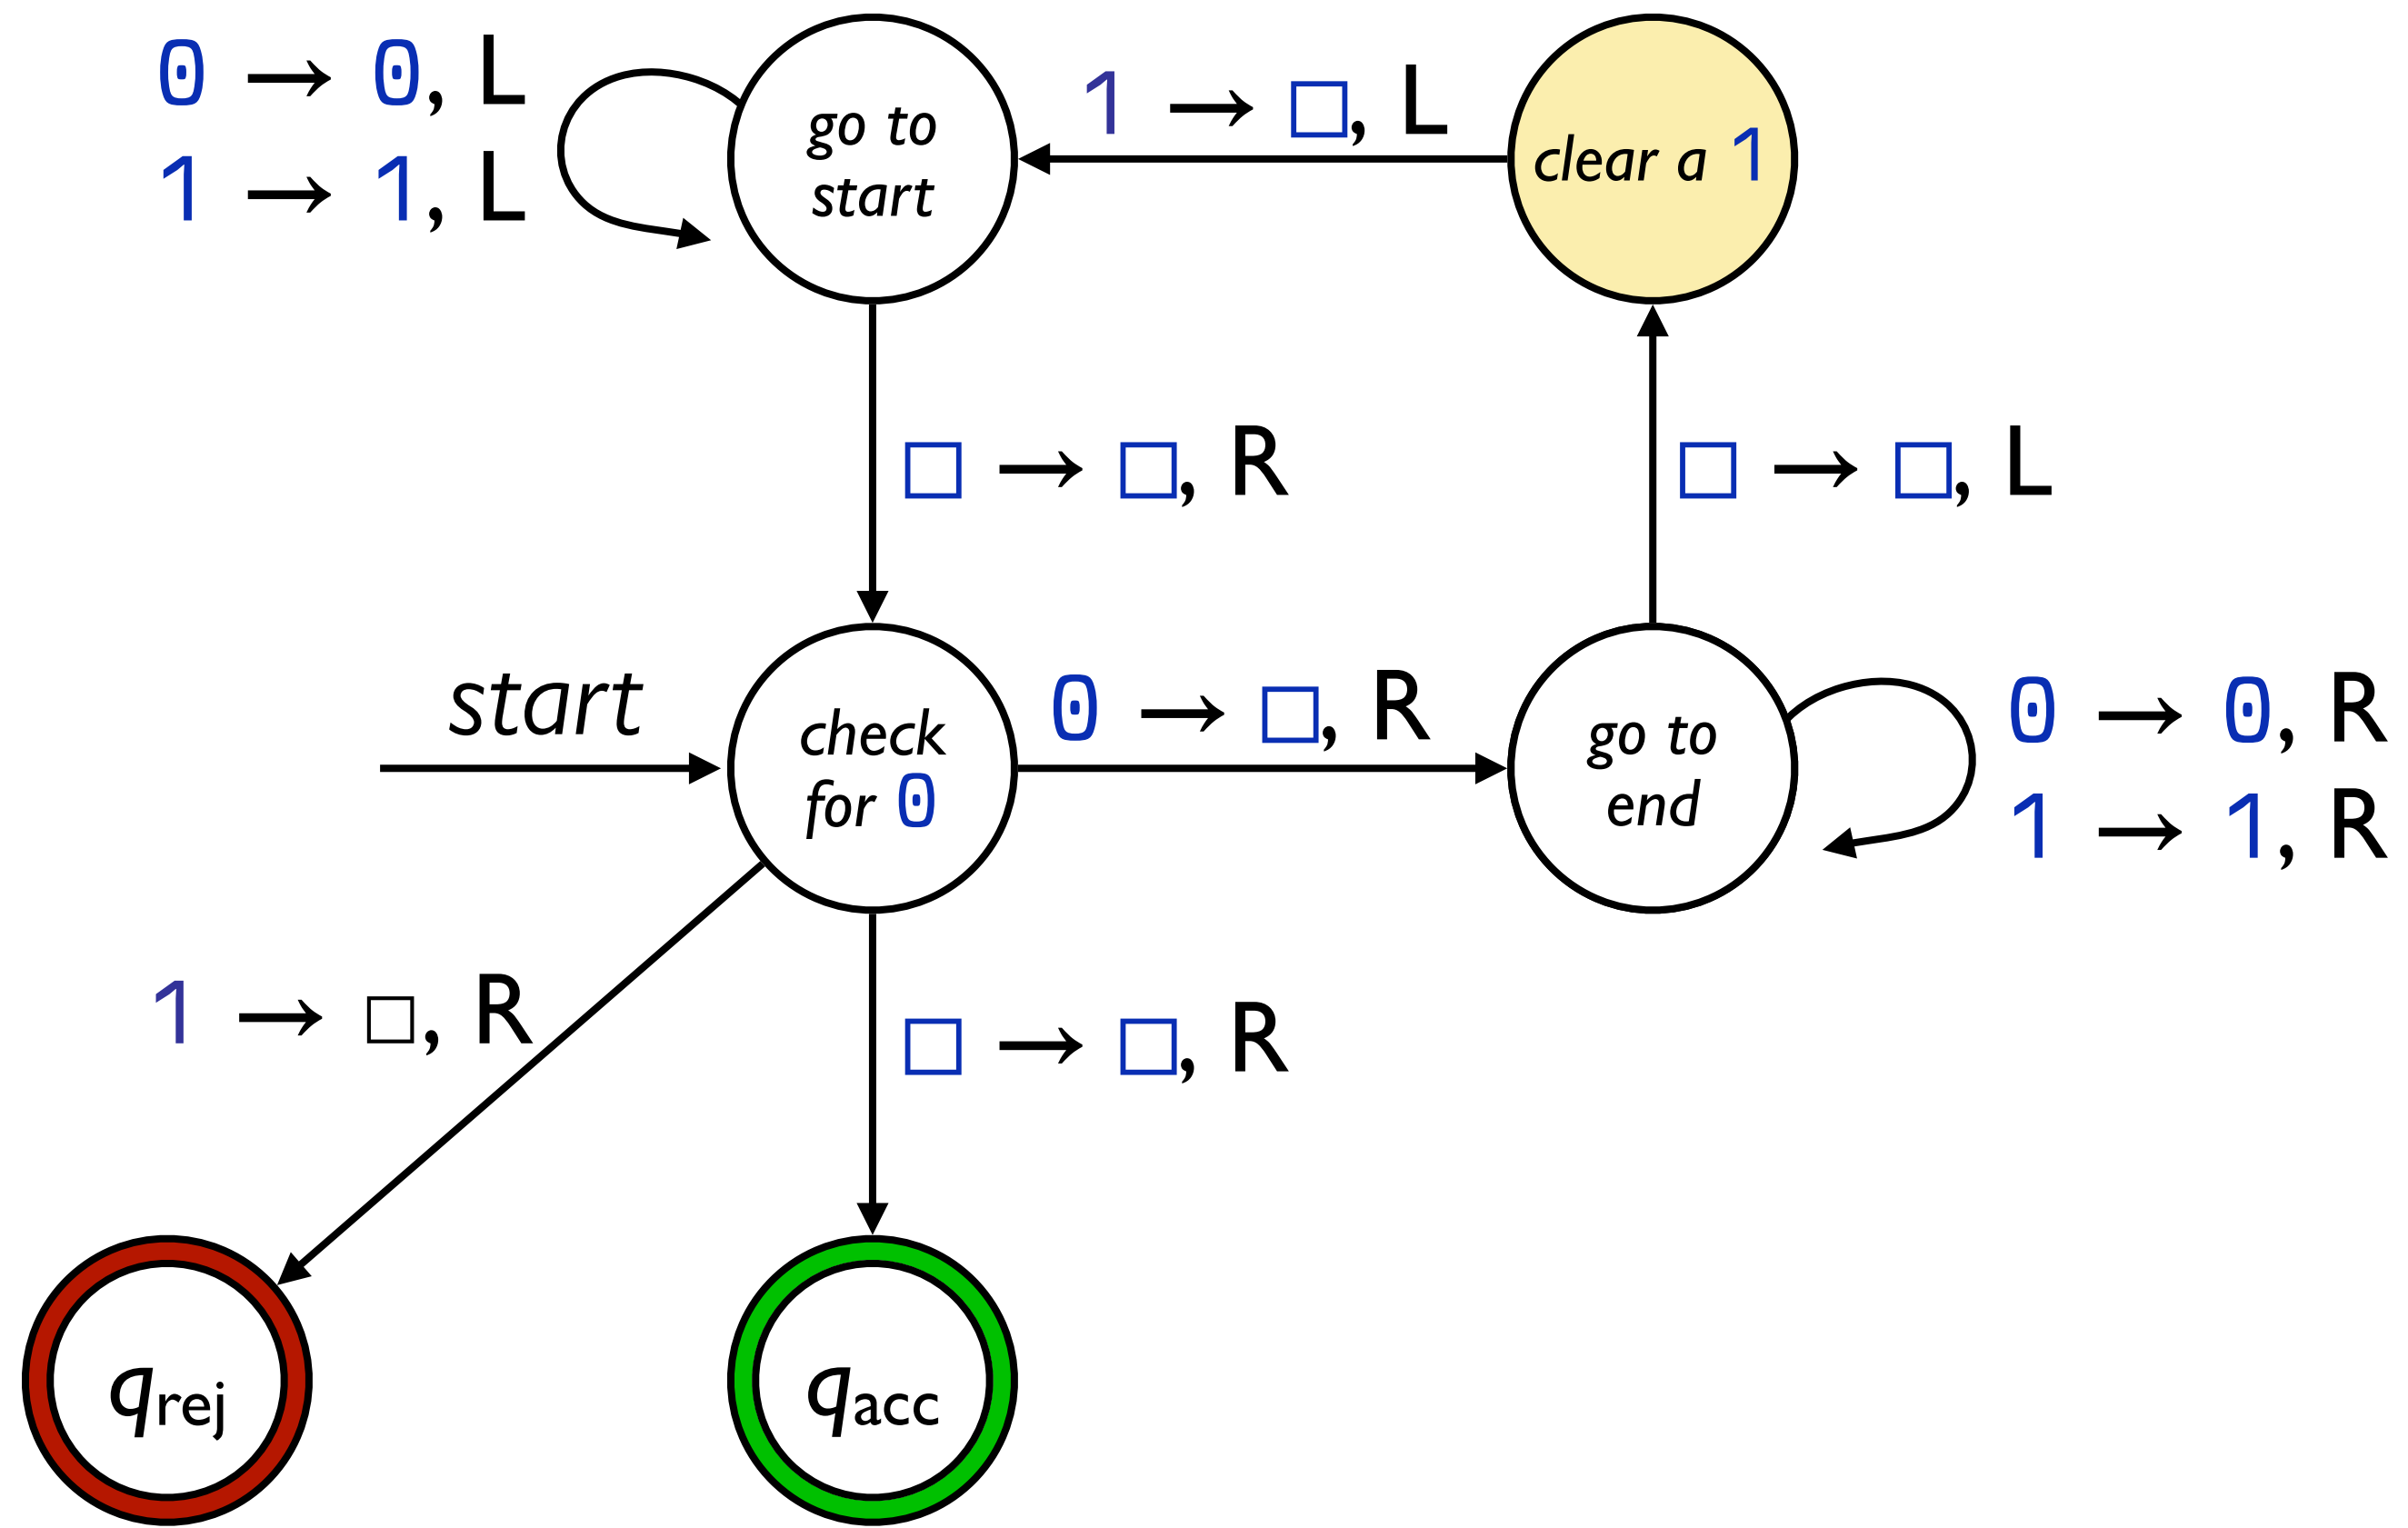 0 → 0, L
1 → 1, L
go to
start
1 → □, L
clear a 1
□ → □, R
□ → □, L
start
check
for 0
0 → □, R
go to
end
0 → 0, R
1 → 1, R
1 → □, R
□ → □, R
qrej
qacc